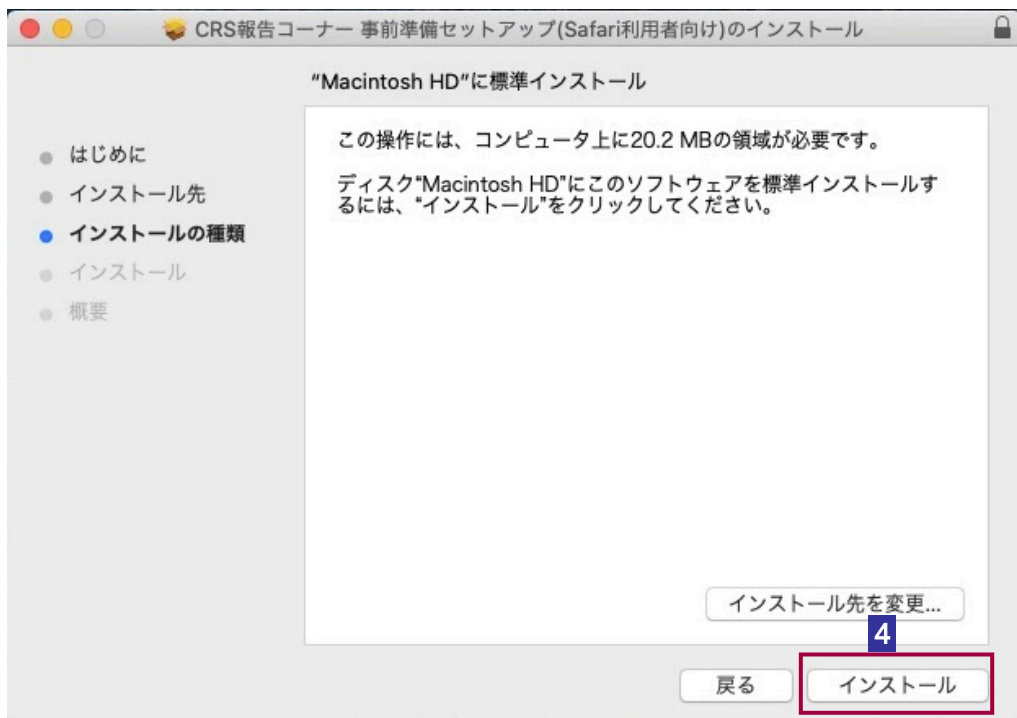 CRS報告コーナー 事前準備セットアップ(Safari利用者向け)のインストール
“Macintosh HD”に標準インストール
はじめに
インストール先
インストールの種類
インストール
概要
この操作には、コンピュータ上に20.2 MBの領域が必要です。
ディスク“Macintosh HD”にこのソフトウェアを標準インストールす
るには、“インストール”をクリックしてください。
インストール先を変更...
4
戻る
インストール